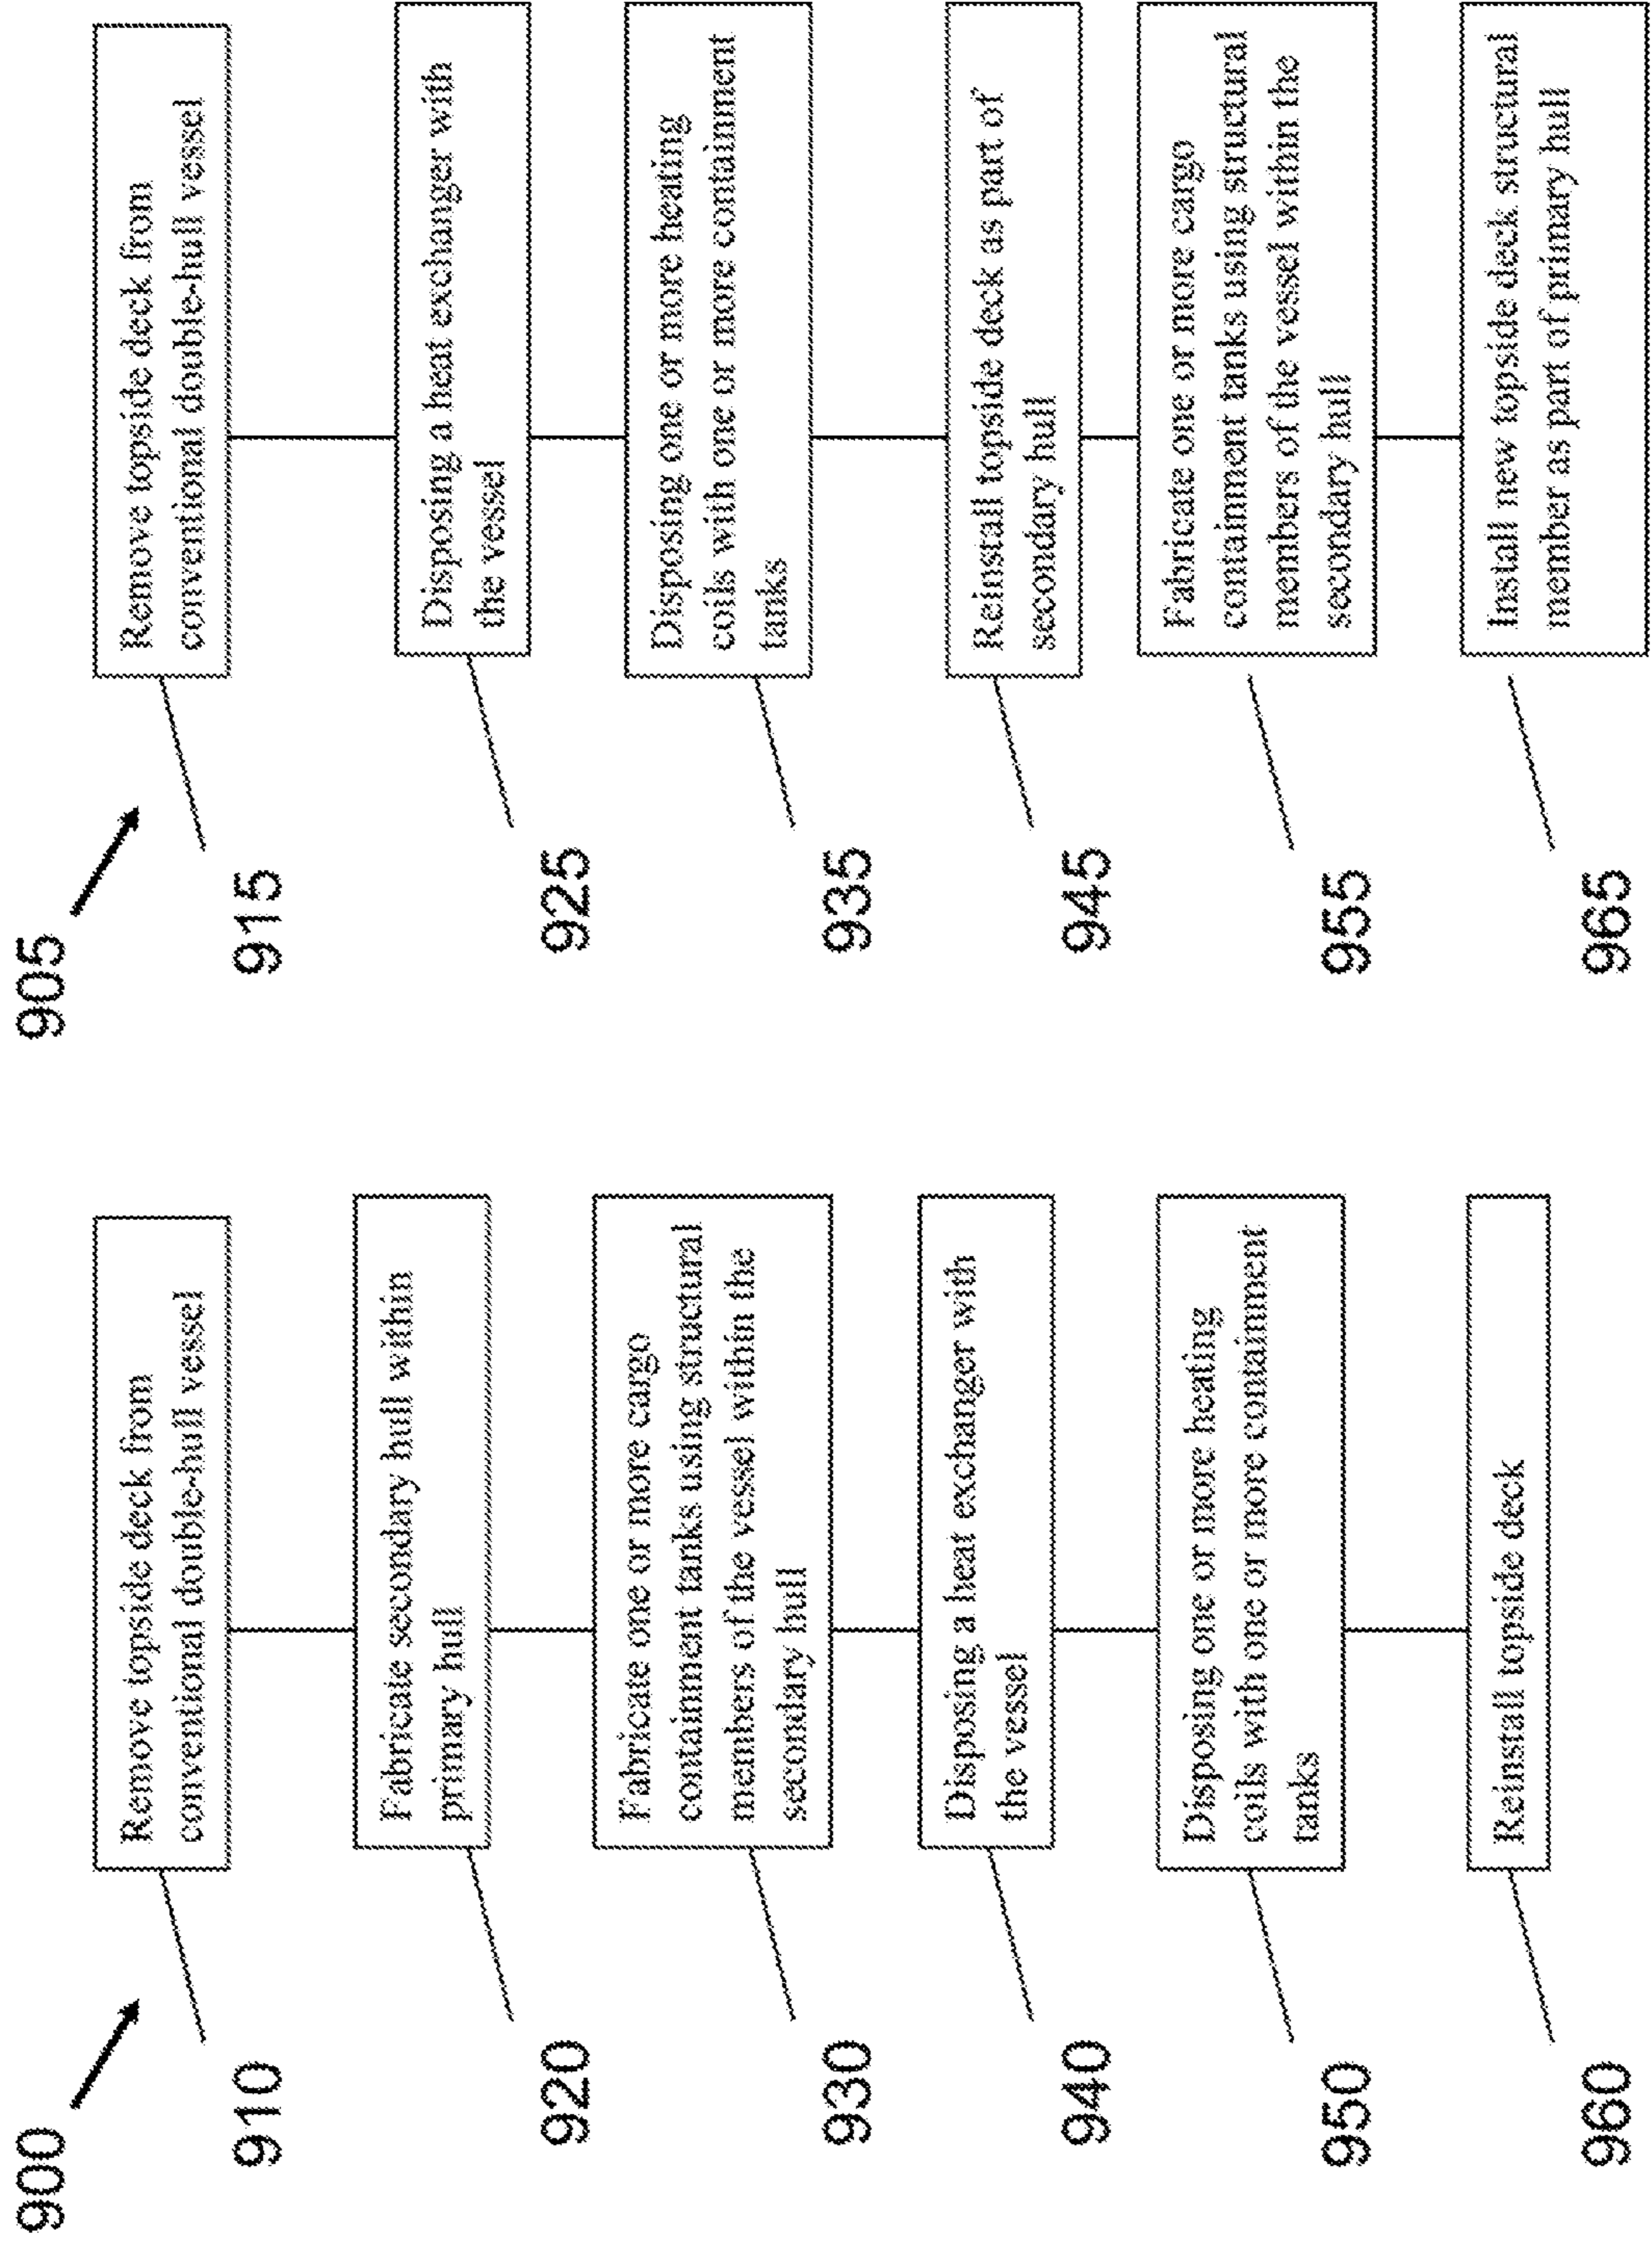 900
910
Remove topside deck from
conventional double-hull vessel
920
Fabricate secondary hull within
primary hull
930
Fabricate one or more cargo
containment tanks using structural
members of the vessel within the
secondary hull
940
Disposing a heat exchanger with
the vessel
950
Disposing one or more heating
coils with one or more containment
tanks
960
Reinstall topside deck
905
915
Remove topside deck from
conventional double-hull vessel
925
Disposing a heat exchanger with
the vessel
935
Disposing one or more heating
coils with one or more containment
tanks
945
Reinstall topside deck as part of
secondary hull
955
Fabricate one or more cargo
containment tanks using structural
members of the vessel within the
secondary hull
965
Install new topside deck structural
member as part of primary hull